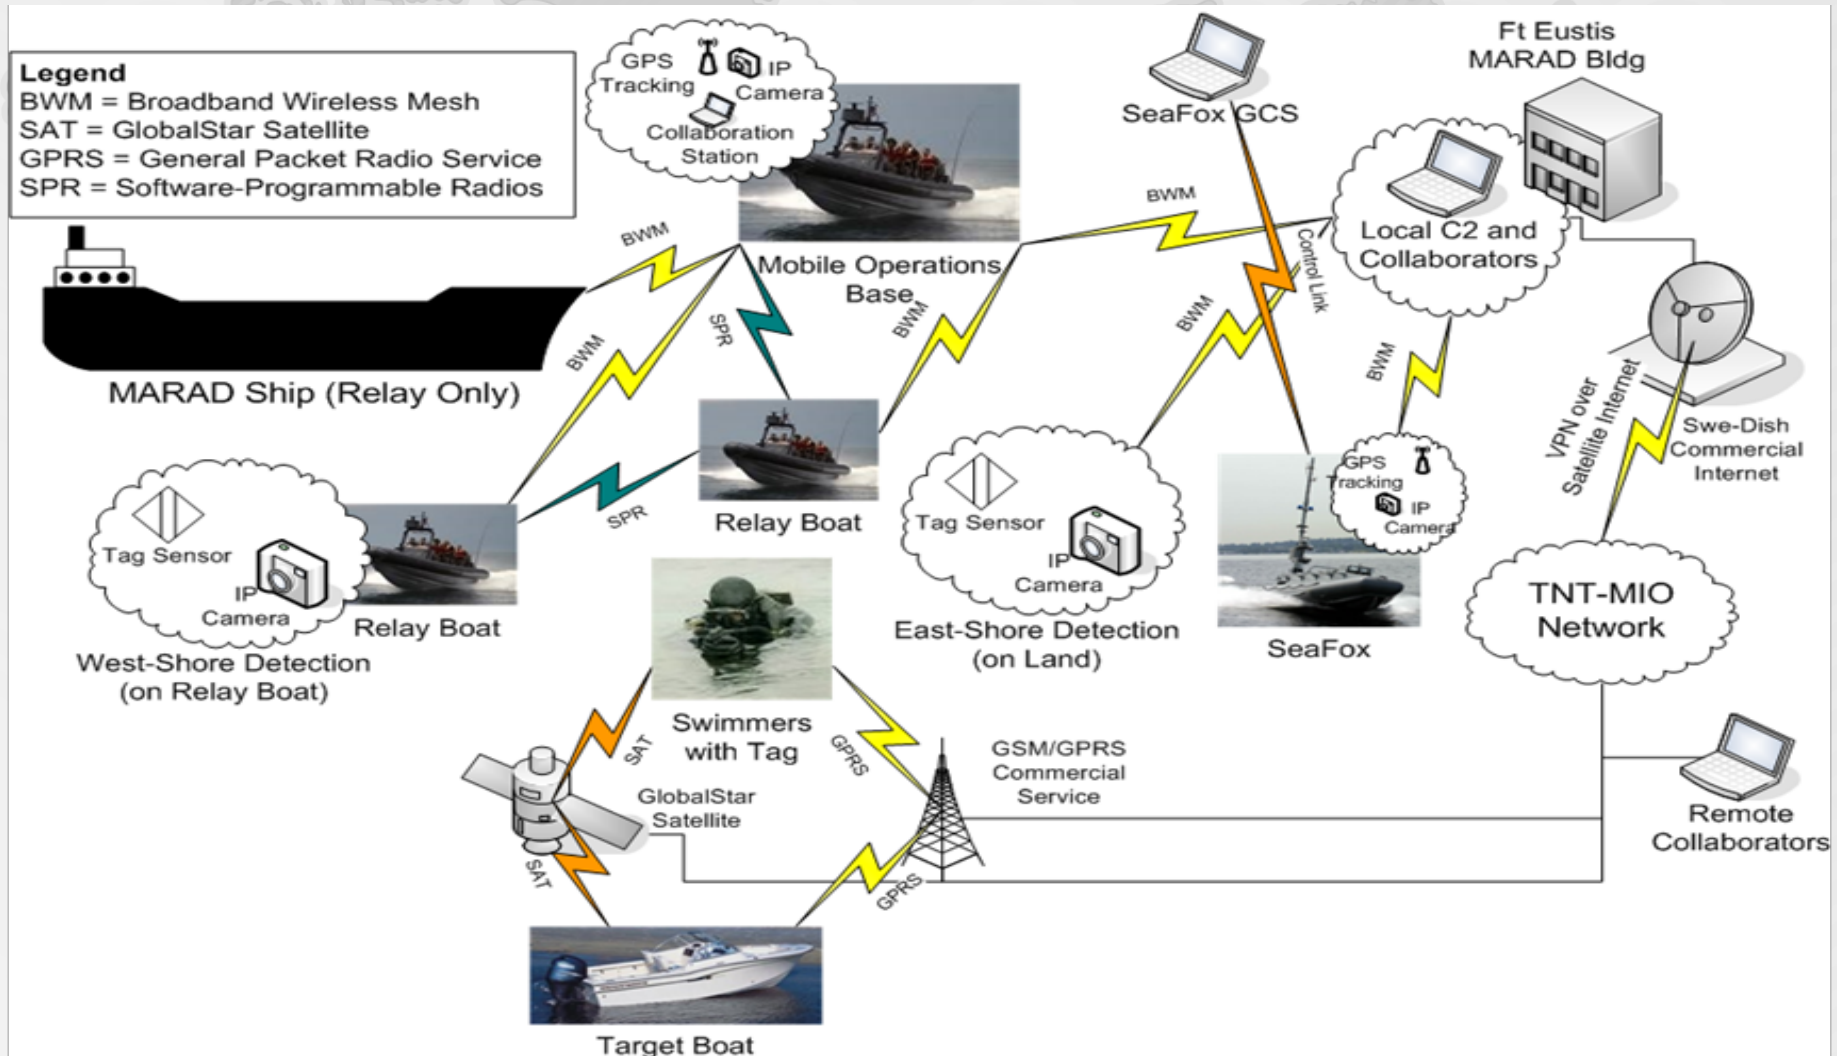 Legend
BWM = Broadband Wireless Mesh
SAT = GlobalStar Satellite
GPRS = General Packet Radio Service
SPR = Software-Programmable Radios
GPS
Tracking
IP
Camera
Collaboration
Station
Mobile Operations
Base
SeaFox GCS
Ft Eustis
MARAD Bldg
Local C2 and
Collaborators
MARAD Ship (Relay Only)
BWM
BWM
SPR
BWM
BWM
BWM
Control Link
BWM
SPR
VPN over
Satellite Internet
Swe-Dish
Commercial
Internet
Tag Sensor
IP
Camera
Relay Boat
West-Shore Detection
(on Relay Boat)
Relay Boat
Tag Sensor
IP
Camera
East-Shore Detection
(on Land)
GPS
Tracking
IP
Camera
SeaFox
TNT-MIO
Network
Swimmers
with Tag
SAT
GPRS
GlobalStar
Satellite
GSM/GPRS
Commercial
Service
SAT
GPRS
Remote
Collaborators
Target Boat